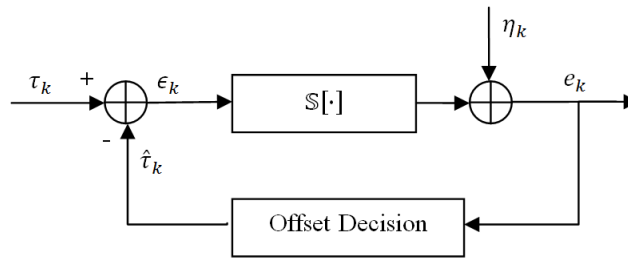 η_k
τ_k + ϵ_k 𝕊[·] e_k
- τ̂_k
Offset Decision